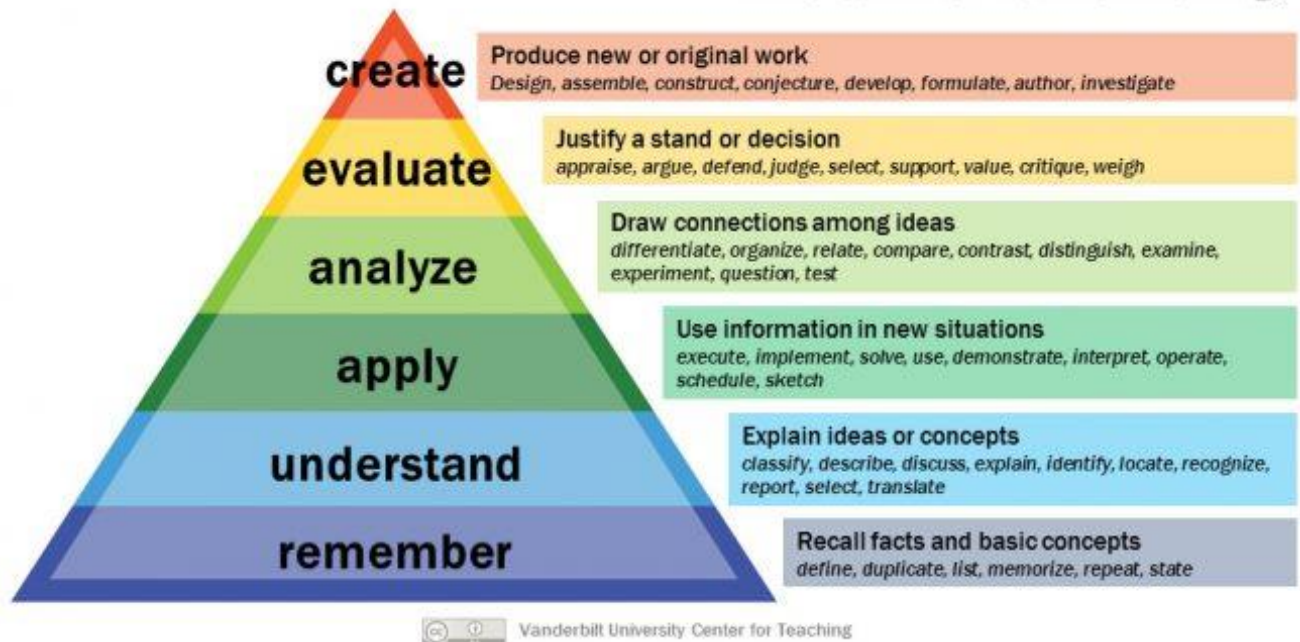 create
Produce new or original work
Design, assemble, construct, conjecture, develop, formulate, author, investigate
evaluate
Justify a stand or decision
appraise, argue, defend, judge, select, support, value, critique, weigh
analyze
Draw connections among ideas
differentiate, organize, relate, compare, contrast, distinguish, examine,
experiment, question, test
apply
Use information in new situations
execute, implement, solve, use, demonstrate, interpret, operate,
schedule, sketch
understand
Explain ideas or concepts
classify, describe, discuss, explain, identify, locate, recognize,
report, select, translate
remember
Recall facts and basic concepts
define, duplicate, list, memorize, repeat, state
cc Vanderbilt University Center for Teaching